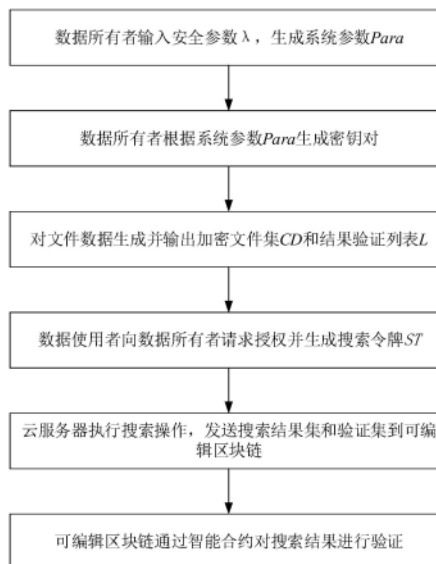 数据所有者输入安全参数λ，生成系统参数Para
数据所有者根据系统参数Para生成密钥对
对文件数据生成并输出加密文件集CD和结果验证列表L
数据使用者向数据所有者请求授权并生成搜索令牌ST
云服务器执行搜索操作，发送搜索结果集和验证集到可编
辑区块链
可编辑区块链通过智能合约对搜索结果进行验证